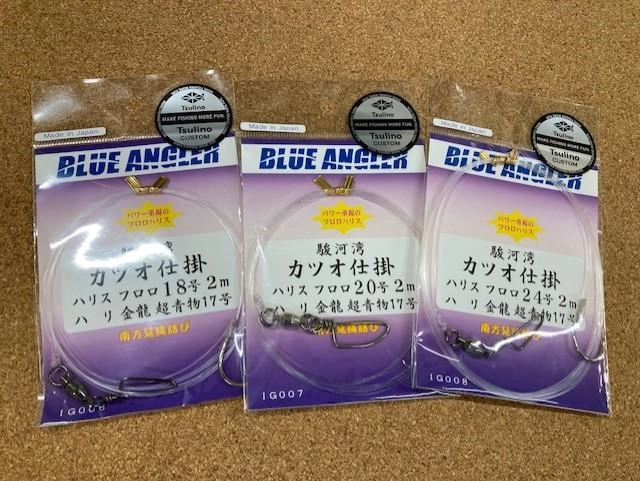 Made in Japan
Tsulino
MAKE FISHING MORE FUN.
Tsulino
CUSTOM
BLUE ANGLER
パワー重視の
フロロハリス
駿河湾
カツオ仕掛
ハリス フロロ18号2m
ハリ 金龍 超青物17号
南方延縄結び
IG006
Made in Japan
Tsulino
MAKE FISHING MORE FUN.
Tsulino
CUSTOM
BLUE ANGLER
パワー重視の
フロロハリス
駿河湾
カツオ仕掛
ハリス フロロ20号2m
ハリ 金龍 超青物17号
南方延縄結び
IG007
Made in Japan
Tsulino
MAKE FISHING MORE FUN.
Tsulino
CUSTOM
BLUE ANGLER
パワー重視の
フロロハリス
駿河湾
カツオ仕掛
ハリス フロロ24号2m
ハリ 金龍 超青物17号
南方延縄結び
IG008